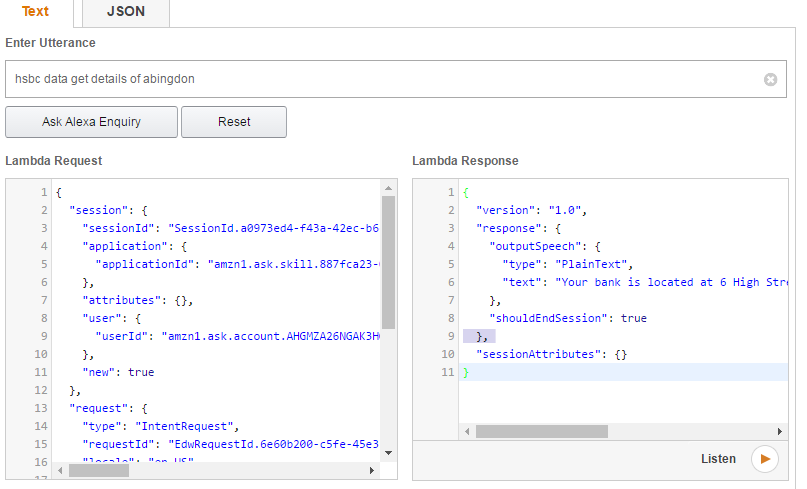 Text JSON
Enter Utterance
hsbc data get details of abingdon
Ask Alexa Enquiry Reset
Lambda Request
1 {
2 "session": {
3 "sessionId": "SessionId.a0973ed4-f43a-42ec-b6
4 "application": {
5 "applicationId": "amzn1.ask.skill.887fca23-
6 },
7 "attributes": {},
8 "user": {
9 "userId": "amzn1.ask.account.AHGMZA26NGAK3H
10 },
11 "new": true
12 },
13 "request": {
14 "type": "IntentRequest",
15 "requestId": "EdwRequestId.6e60b200-c5fe-45e3
16 "locale": "en-US"
17
Lambda Response
1 {
2 "version": "1.0",
3 "response": {
4 "outputSpeech": {
5 "type": "PlainText",
6 "text": "Your bank is located at 6 High Stre
7 },
8 "shouldEndSession": true
9 },
10 "sessionAttributes": {}
11 }
Listen